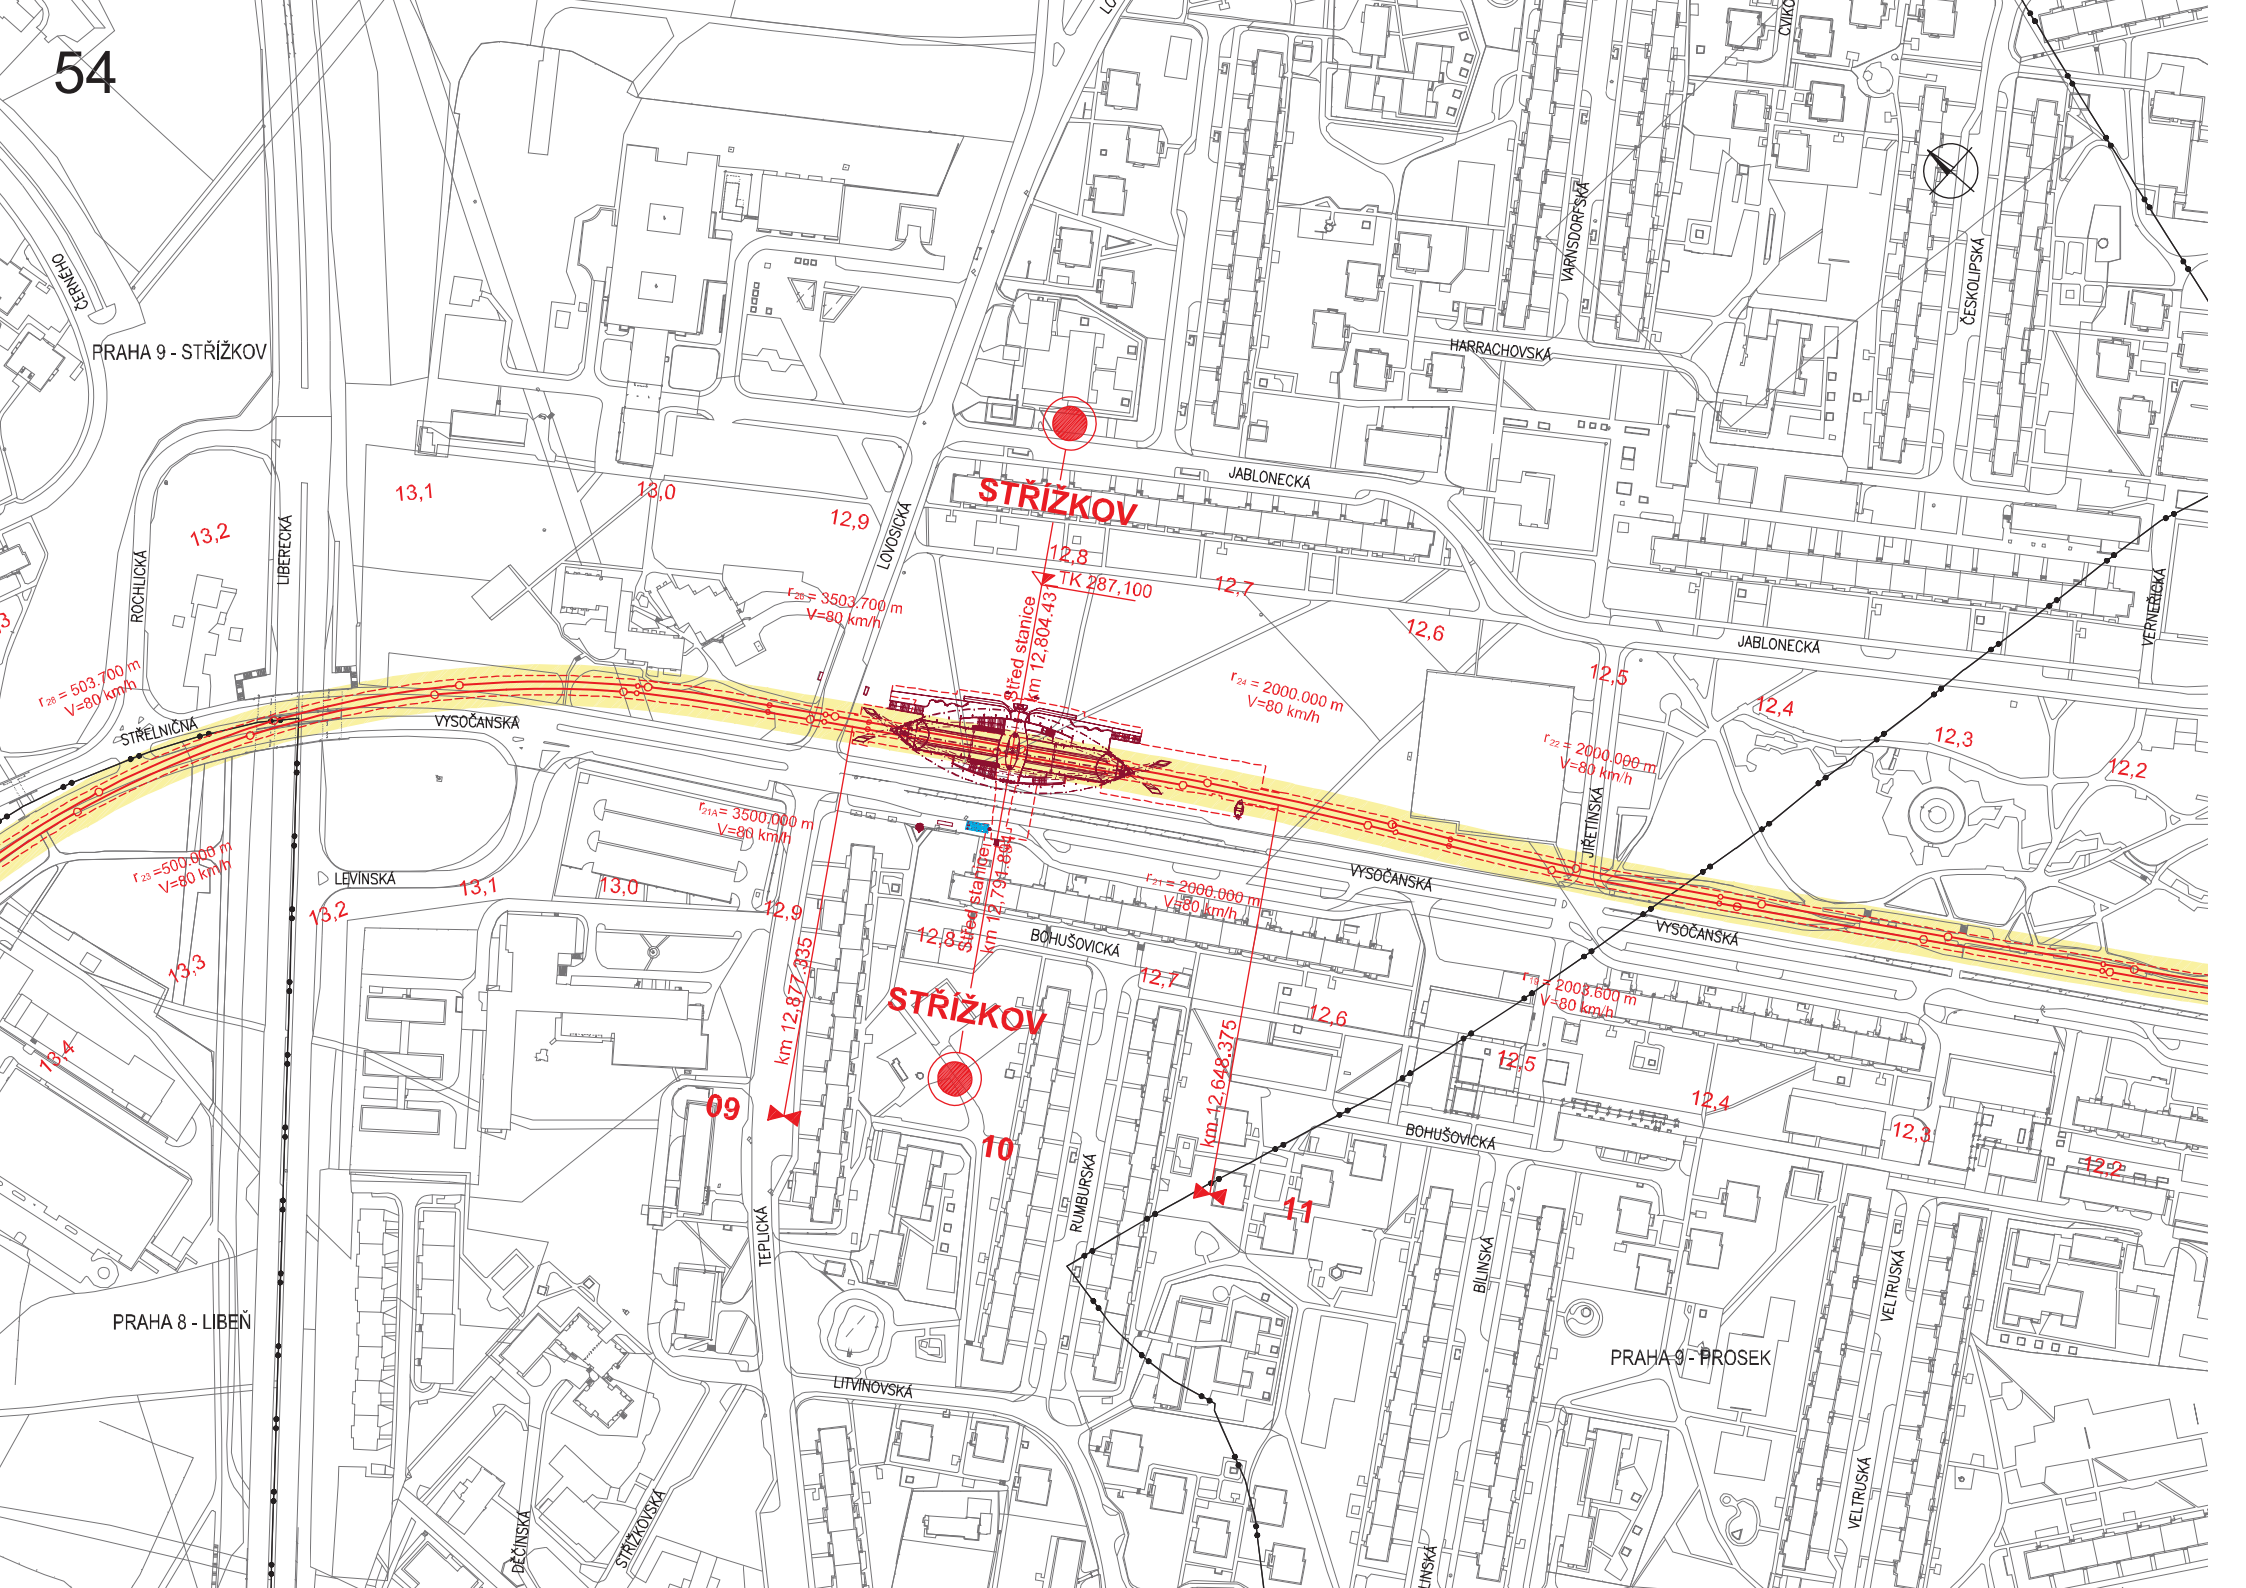 54
ČERNÉHO
PRAHA 9 - STŘÍŽKOV
VARNSDORFSKÁ
ČESKOLIPSKÁ
HARRACHOVSKÁ
JABLONECKÁ
STŘÍŽKOV
13,2
13,1
13,0
12,9
12,8
TK 287,100
12,7
12,6
12,5
12,4
12,3
12,2
ROCHLICKÁ
LIBERECKÁ
LOVOSICKÁ
VERNEŘICKÁ
JABLONECKÁ
r26 = 3503.700 m
V=80 km/h
Střed stanice
km 12,804.431
r24 = 2000.000 m
V=80 km/h
r22 = 2000.000 m
V=80 km/h
r28 = 503.700 m
V=80 km/h
STŘELNIČNÁ
VYSOČANSKÁ
JIŘETÍNSKÁ
r21A = 3500.000 m
V=80 km/h
r23 =500.000 m
V=80 km/h
LEVÍNSKÁ
Střed stanice
r21 = 2000.000 m
V=80 km/h
VYSOČANSKÁ
VYSOČANSKÁ
13,4
13,3
13,2
13,1
13,0
12,9
12,8
BOHUŠOVICKÁ
12,7
12,6
12,5
12,4
12,3
12,2
r19 = 2003.600 m
V=80 km/h
km 12,877.335
km 12,648.375
STŘÍŽKOV
09
10
11
BOHUŠOVICKÁ
TEPLICKÁ
RUMBURSKÁ
BÍLINSKÁ
VELTRUSKÁ
PRAHA 8 - LIBEŇ
PRAHA 9 - PROSEK
LITVÍNOVSKÁ
DĚČÍNSKÁ
STŘÍŽKOVSKÁ
VELTRUSKÁ